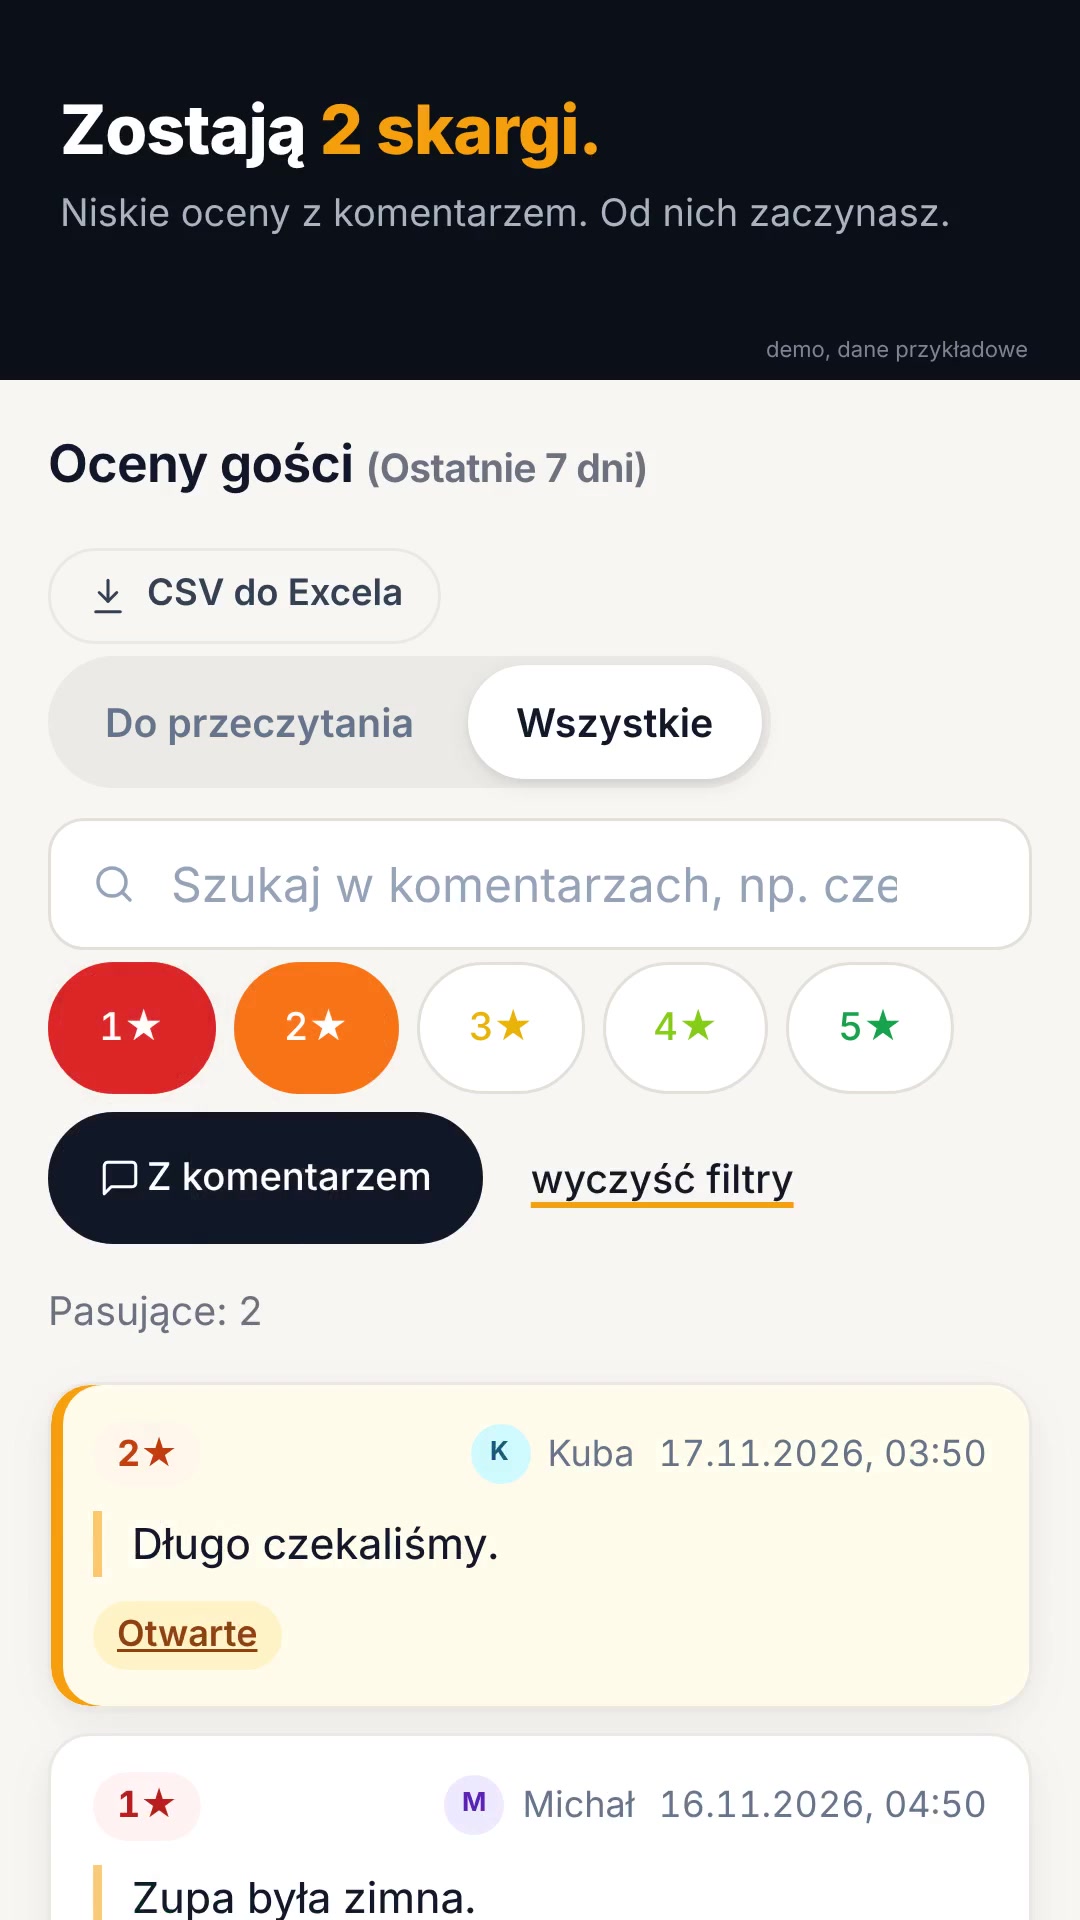 Zostają 2 skargi.
Niskie oceny z komentarzem. Od nich zaczynasz.
demo, dane przykładowe
Oceny gości (Ostatnie 7 dni)
CSV do Excela
Do przeczytania Wszystkie
Szukaj w komentarzach, np. cze
1★ 2★ 3★ 4★ 5★
Z komentarzem wyczyść filtry
Pasujące: 2
2★ K Kuba 17.11.2026, 03:50
Długo czekaliśmy.
Otwarte
1★ M Michał 16.11.2026, 04:50
Zupa była zimna.